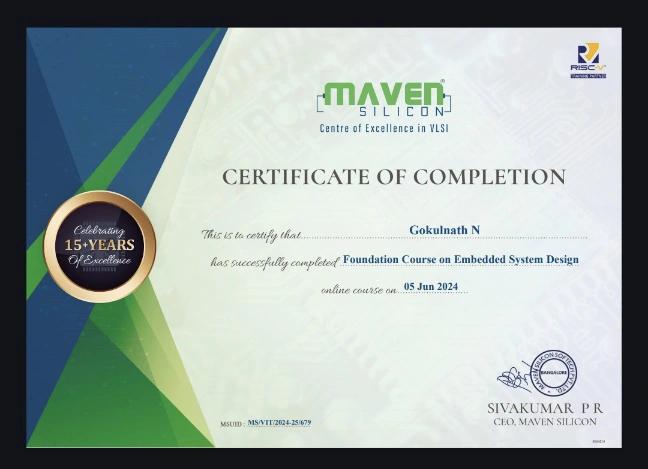 RISC-V
TRAINING PARTNER
MAVEN®
SILICON
Centre of Excellence in VLSI
CERTIFICATE OF COMPLETION
Celebrating
15+YEARS
Of Excellence
This is to certify that Gokulnath N
has successfully completed Foundation Course on Embedded System Design
online course on 05 Jun 2024
MAVEN SILICON SOFTECH PVT LTD.
BANGALORE
SIVAKUMAR P R
CEO, MAVEN SILICON
MSUID : MS/VIT/2024-25/679